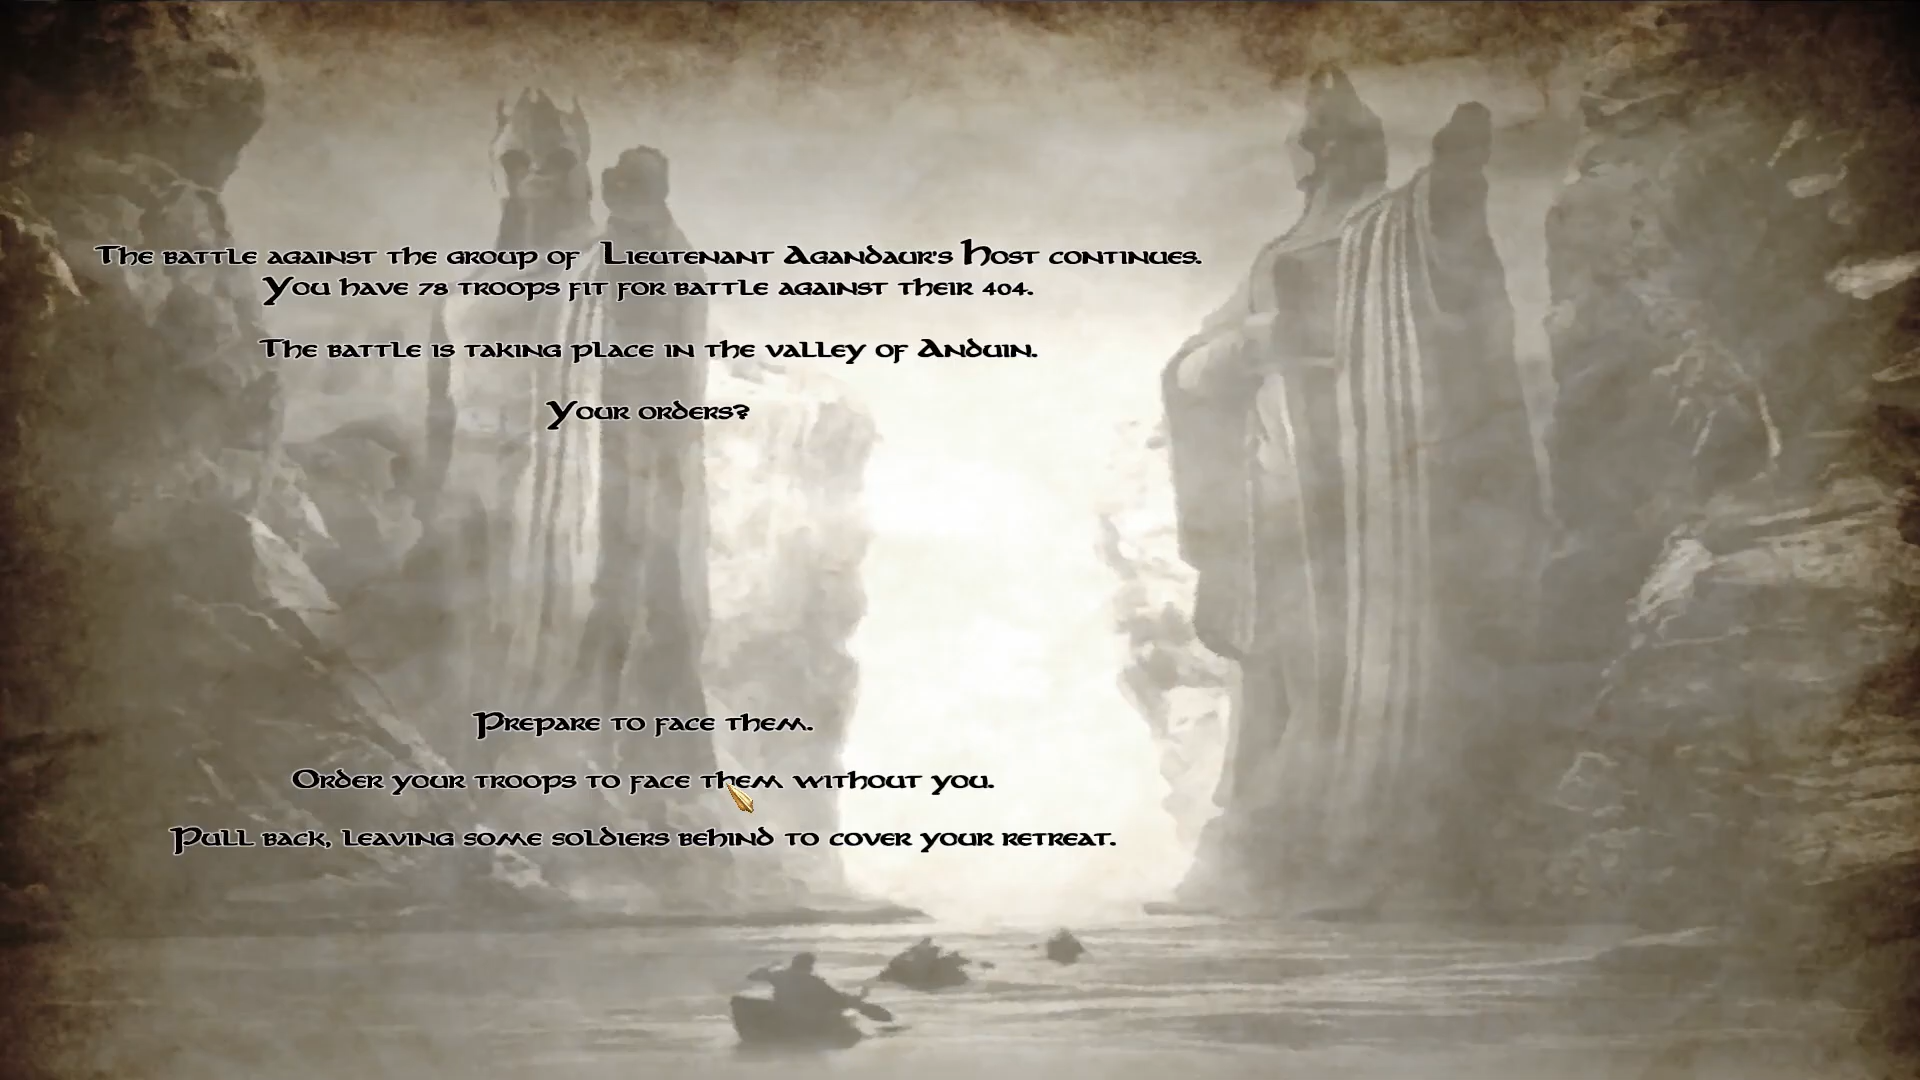 The battle against the group of Lieutenant Agandaur's Host continues.
You have 78 troops fit for battle against their 404.
The battle is taking place in the valley of Anduin.
Your orders?
Prepare to face them.
Order your troops to face them without you.
Pull back, leaving some soldiers behind to cover your retreat.